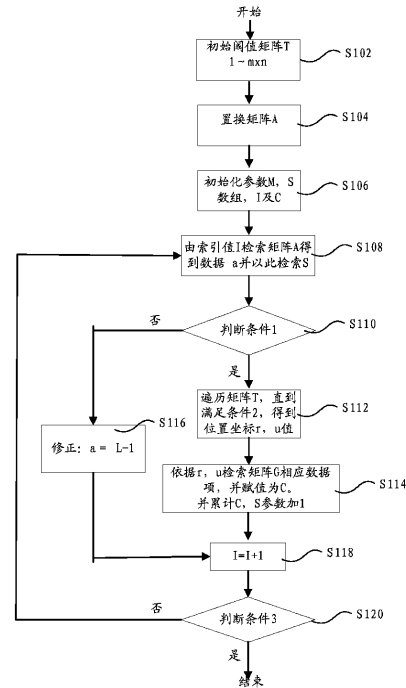 开始
初始阈值矩阵T
1~mxn
S102
置换矩阵A
S104
初始化参数M, S
数组, I及C
S106
由索引值I检索矩阵A得
到数据 a并以此检索S
S108
否
判断条件1
S110
是
遍历矩阵T, 直到
满足条件2, 得到
位置坐标r, u值
S112
S116
修正: a = L-1
依据r, u检索矩阵G相应数据
项, 并赋值为C。
并累计C, S参数加1
S114
I=I+1
S118
否
判断条件3
S120
是
结束